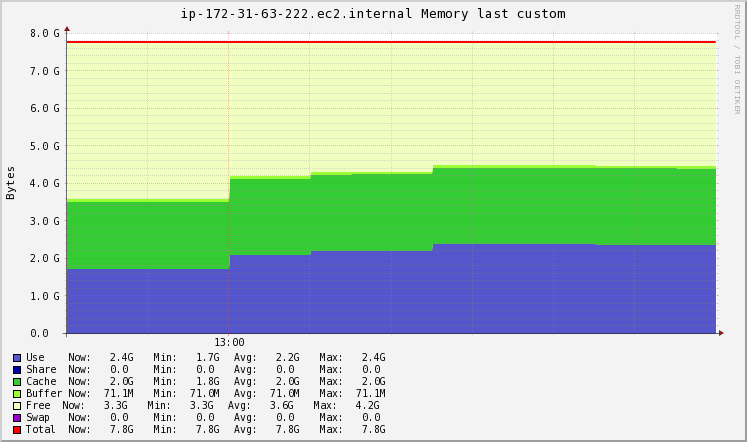 ip-172-31-63-222.ec2.internal Memory last custom
RRDTOOL / TOBI OETIKER
Bytes
8.0 G
7.0 G
6.0 G
5.0 G
4.0 G
3.0 G
2.0 G
1.0 G
0.0
13:00
Use Now: 2.4G Min: 1.7G Avg: 2.2G Max: 2.4G
Share Now: 0.0 Min: 0.0 Avg: 0.0 Max: 0.0
Cache Now: 2.0G Min: 1.8G Avg: 2.0G Max: 2.0G
Buffer Now: 71.1M Min: 71.0M Avg: 71.0M Max: 71.1M
Free Now: 3.3G Min: 3.3G Avg: 3.6G Max: 4.2G
Swap Now: 0.0 Min: 0.0 Avg: 0.0 Max: 0.0
Total Now: 7.8G Min: 7.8G Avg: 7.8G Max: 7.8G